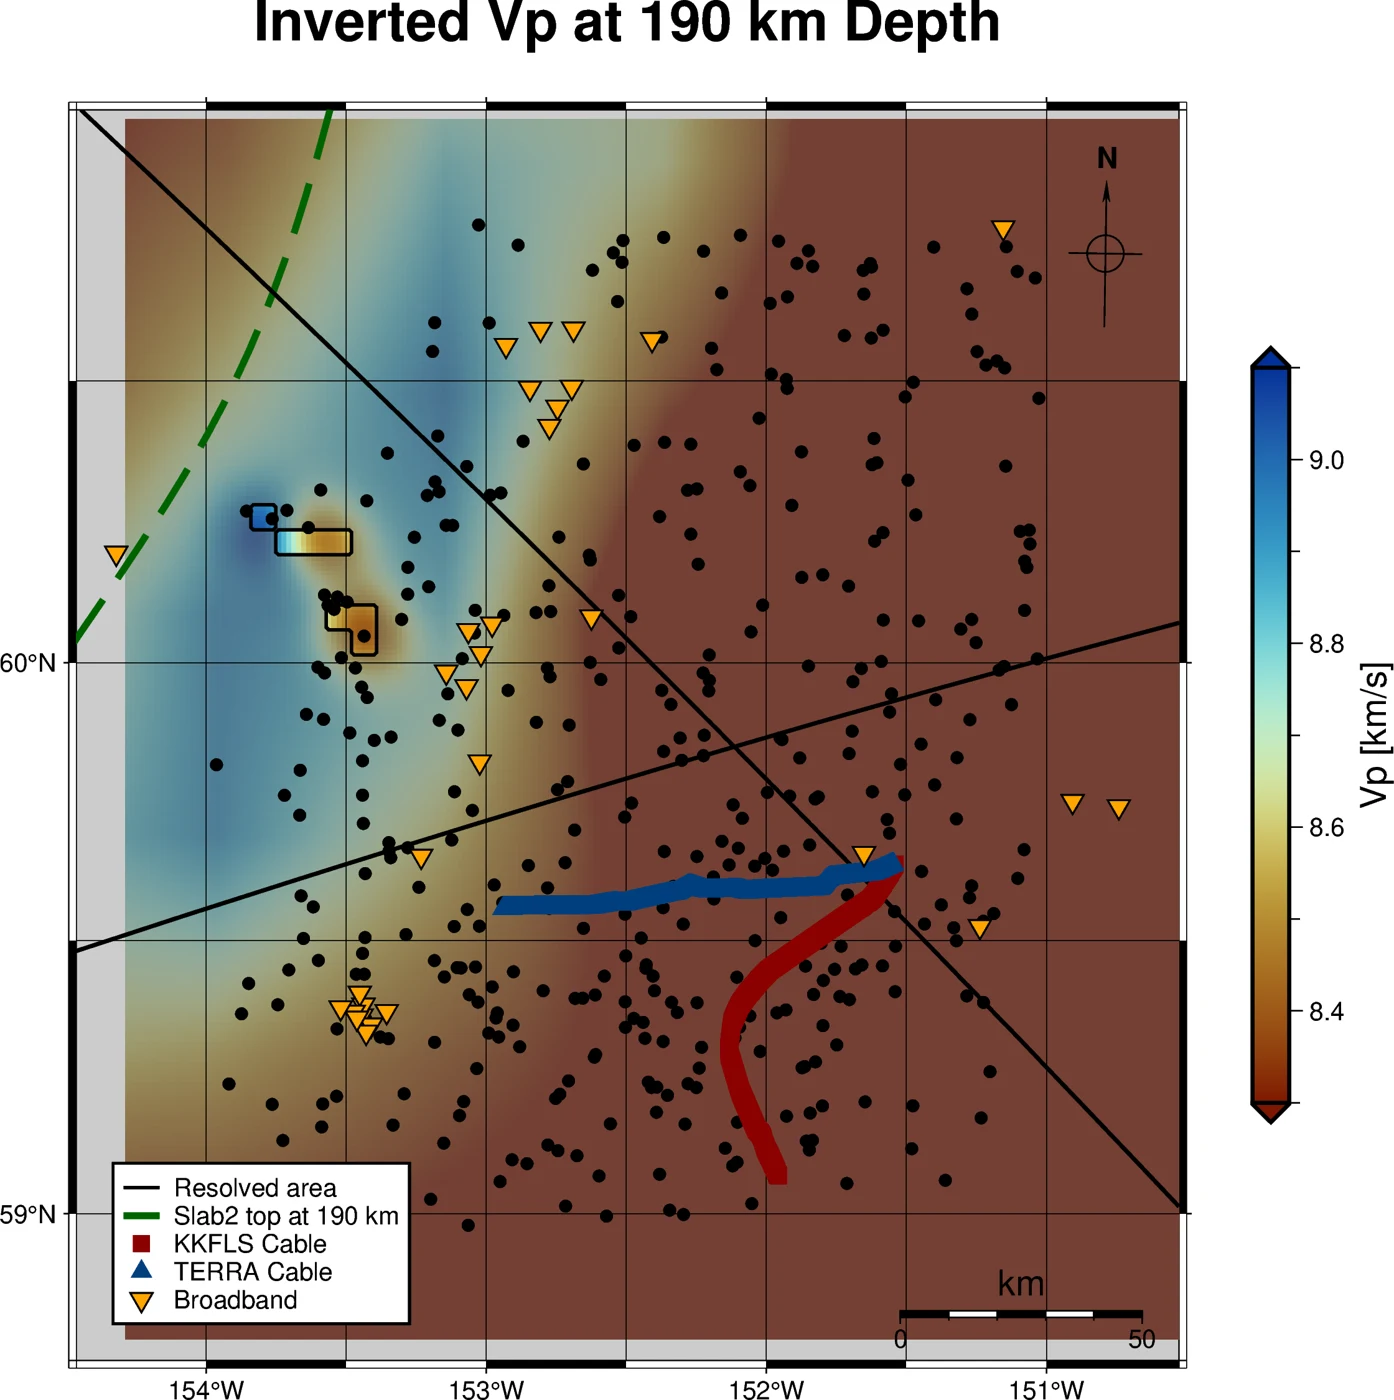 Inverted Vp at 190 km Depth
N
9.0
8.8
8.6
8.4
Vp [km/s]
60°N
59°N
Resolved area
Slab2 top at 190 km
KKFLS Cable
TERRA Cable
Broadband
km
0 50
154°W 153°W 152°W 151°W